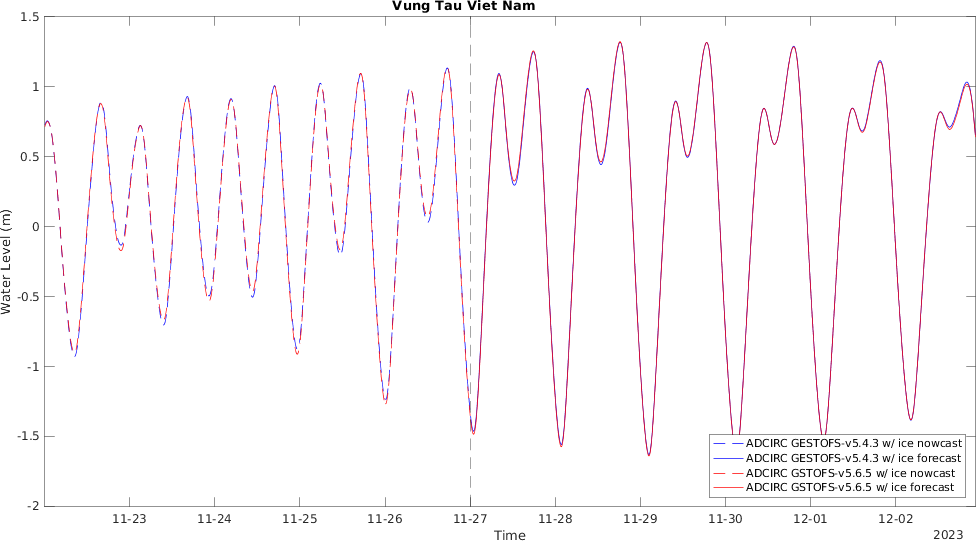 Vung Tau Viet Nam
Water Level (m)
1.5
1
0.5
0
-0.5
-1
-1.5
-2
ADCIRC GESTOFS-v5.4.3 w/ ice nowcast
ADCIRC GESTOFS-v5.4.3 w/ ice forecast
ADCIRC GSTOFS-v5.6.5 w/ ice nowcast
ADCIRC GSTOFS-v5.6.5 w/ ice forecast
11-23 11-24 11-25 11-26 11-27 11-28 11-29 11-30 12-01 12-02
Time
2023